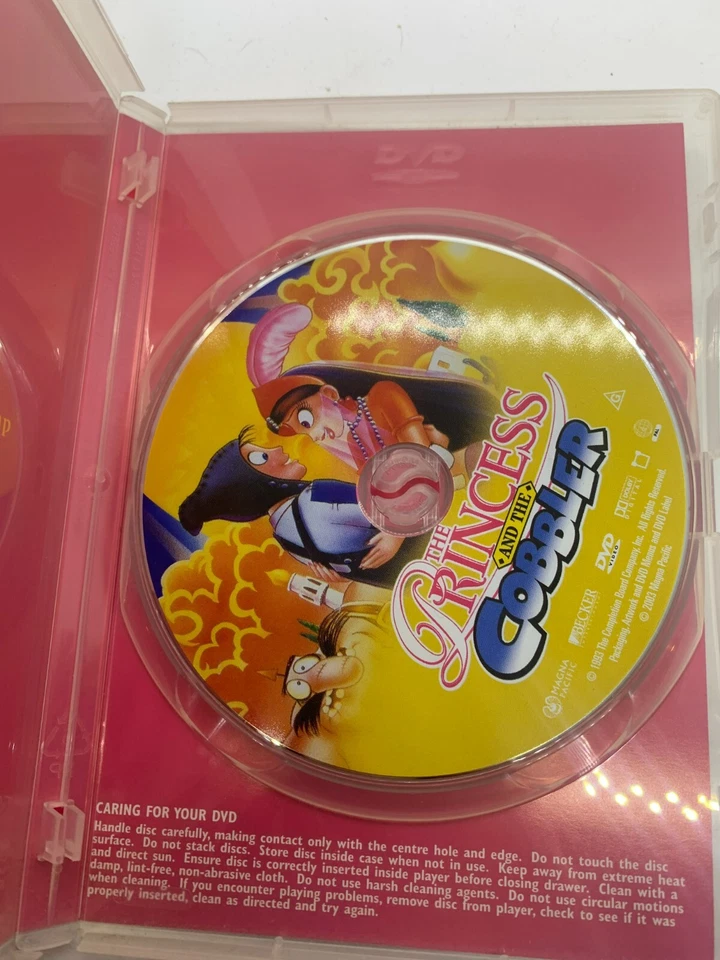 DVD
THE
PRINCESS
AND THE
COBBLER
G
PAL
DOLBY
DIGITAL
DVD
VIDEO
BECKER
MAGNA
PACIFIC
© 1993 The Completion Bond Company, Inc. All Rights Reserved.
Packaging, Artwork and DVD Menus and DVD Label
© 2003 Magna Pacific
CARING FOR YOUR DVD
Handle disc carefully, making contact only with the centre hole and edge. Do not touch the disc
surface. Do not stack discs. Store disc inside case when not in use. Keep away from extreme heat
and direct sun. Ensure disc is correctly inserted inside player before closing drawer. Clean with a
damp, lint-free, non-abrasive cloth. Do not use harsh cleaning agents. Do not use circular motions
when cleaning. If you encounter playing problems, remove disc from player, check to see if it was
properly inserted, clean as directed and try again.